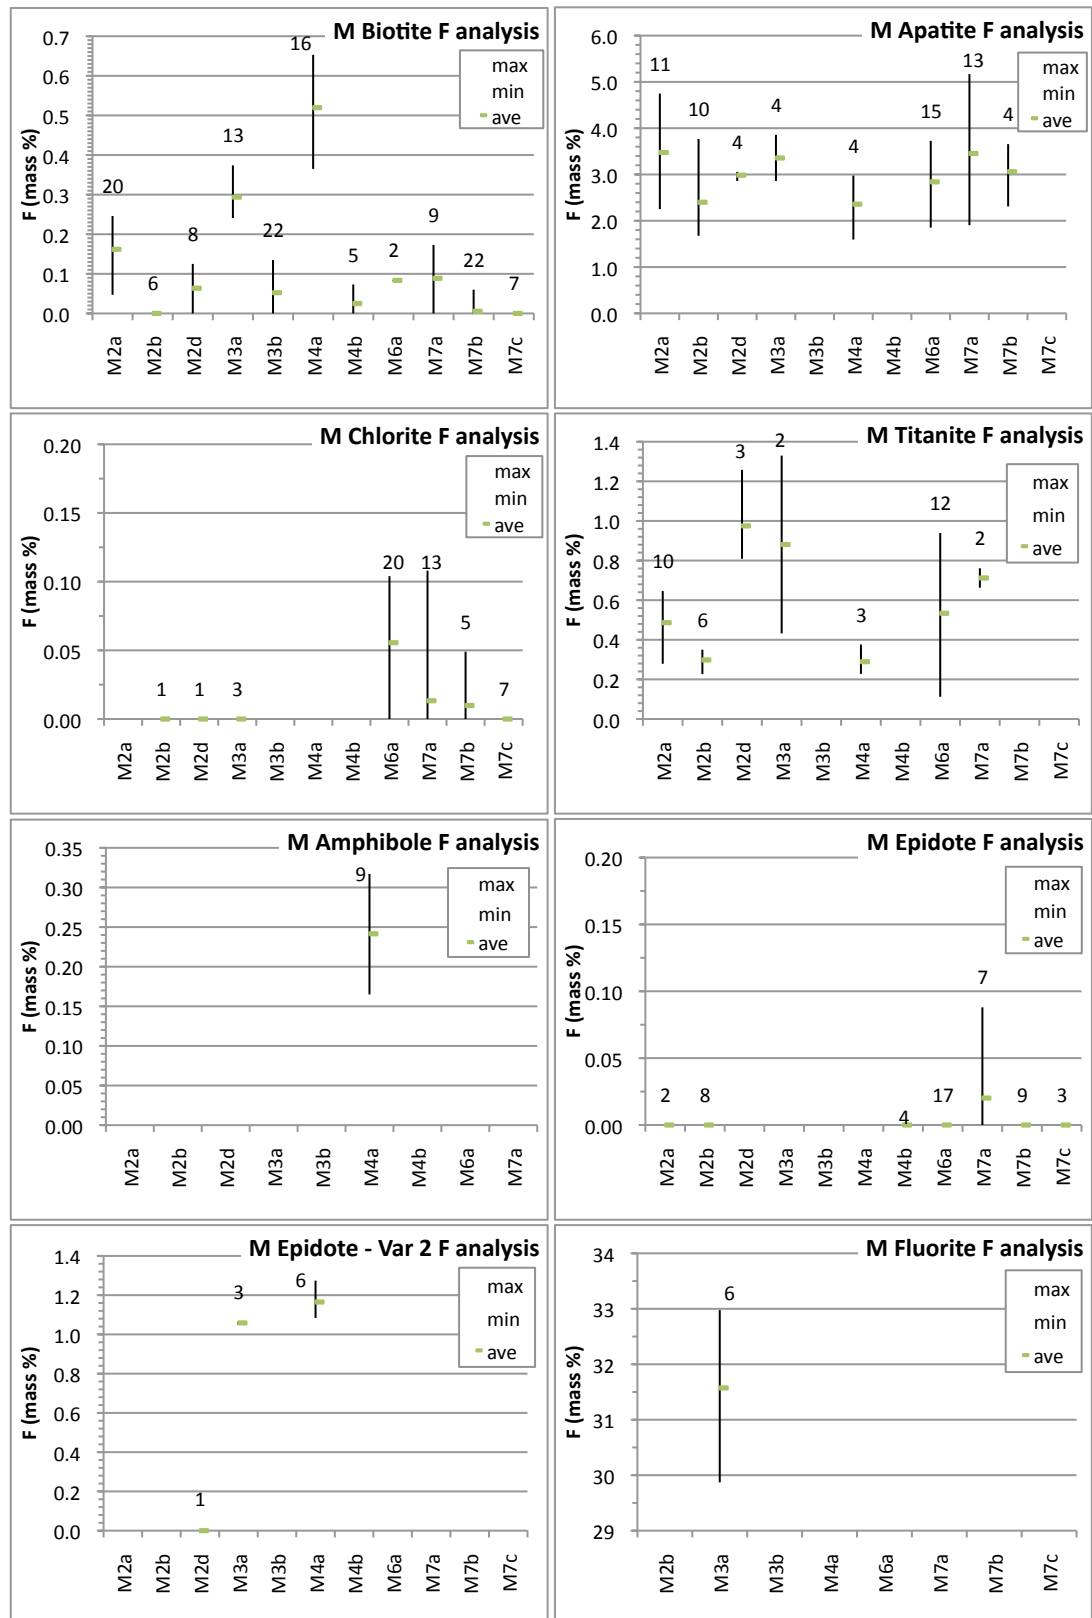 M Biotite F analysis
max
min
ave
F (mass %)
0.7
0.6
0.5
0.4
0.3
0.2
0.1
0.0
20
6
8
13
22
16
5
2
9
22
7
M2a
M2b
M2d
M3a
M3b
M4a
M4b
M6a
M7a
M7b
M7c
M Apatite F analysis
max
min
ave
F (mass %)
6.0
5.0
4.0
3.0
2.0
1.0
0.0
11
10
4
4
4
15
13
4
M2a
M2b
M2d
M3a
M3b
M4a
M4b
M6a
M7a
M7b
M7c
M Chlorite F analysis
max
min
ave
F (mass %)
0.20
0.15
0.10
0.05
0.00
1
1
3
20
13
5
7
M2a
M2b
M2d
M3a
M3b
M4a
M4b
M6a
M7a
M7b
M7c
M Titanite F analysis
max
min
ave
F (mass %)
1.4
1.2
1.0
0.8
0.6
0.4
0.2
0.0
10
6
3
2
3
12
2
M2a
M2b
M2d
M3a
M3b
M4a
M4b
M6a
M7a
M7b
M7c
M Amphibole F analysis
max
min
ave
F (mass %)
0.35
0.30
0.25
0.20
0.15
0.10
0.05
0.00
9
M2a
M2b
M2d
M3a
M3b
M4a
M4b
M6a
M7a
M Epidote F analysis
max
min
ave
F (mass %)
0.20
0.15
0.10
0.05
0.00
2
8
4
17
7
9
3
M2a
M2b
M2d
M3a
M3b
M4a
M4b
M6a
M7a
M7b
M7c
M Epidote - Var 2 F analysis
max
min
ave
F (mass %)
1.4
1.2
1.0
0.8
0.6
0.4
0.2
0.0
1
3
6
M2a
M2b
M2d
M3a
M3b
M4a
M4b
M6a
M7a
M7b
M7c
M Fluorite F analysis
max
min
ave
F (mass %)
34
33
32
31
30
29
6
M2b
M3a
M3b
M4a
M6a
M7a
M7b
M7c